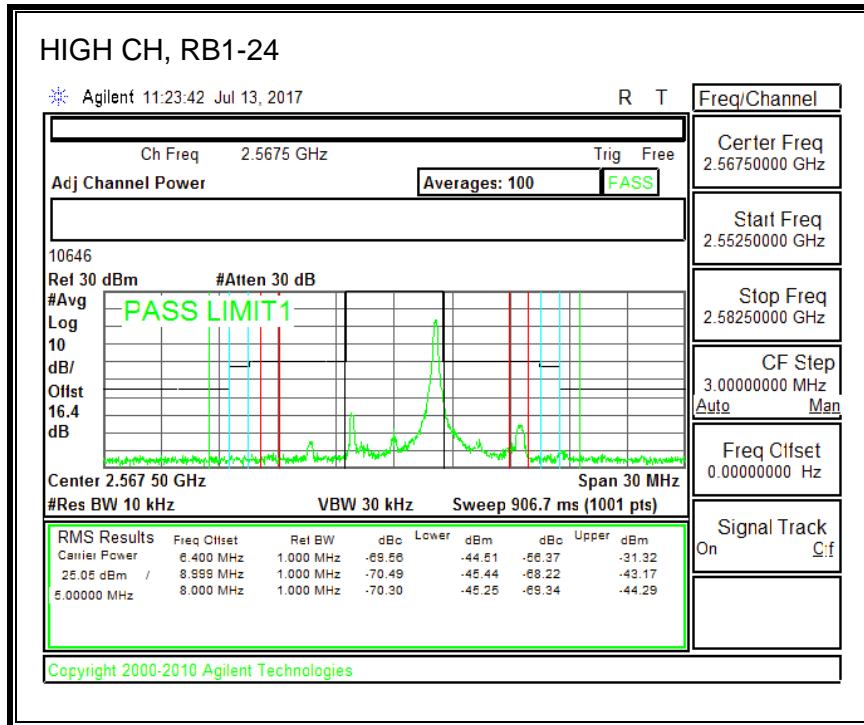 HIGH CH, RB1-24
Agilent 11:23:42 Jul 13, 2017 R T
Freq/Channel
Ch Freq 2.5675 GHz Trig Free
Adj Channel Power Averages: 100 PASS
Center Freq
2.56750000 GHz
Start Freq
2.55250000 GHz
Stop Freq
2.58250000 GHz
CF Step
3.00000000 MHz
Auto Man
Freq Offset
0.00000000 Hz
Signal Track
On Off
10646
Ref 30 dBm #Atten 30 dB
#Avg
Log
10
dB/
Offst
16.4
dB
PASS LIMIT1
Center 2.567 50 GHz Span 30 MHz
#Res BW 10 kHz VBW 30 kHz Sweep 906.7 ms (1001 pts)
RMS Results Freq Offset Ref BW dBc Lower dBm dBc Upper dBm
Carrier Power 6.400 MHz 1.000 MHz -69.56 -44.51 -56.37 -31.32
25.05 dBm / 8.999 MHz 1.000 MHz -70.49 -45.44 -68.22 -43.17
5.00000 MHz 8.000 MHz 1.000 MHz -70.30 -45.25 -69.34 -44.29
Copyright 2000-2010 Agilent Technologies